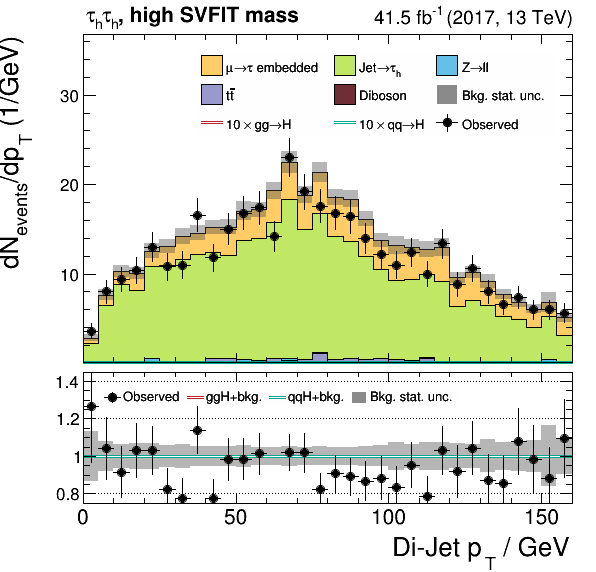 τhτh, high SVFIT mass 41.5 fb-1 (2017, 13 TeV)
dNevents/dpT (1/GeV)
μ→τ embedded Jet→τh Z→ll
tt̄ Diboson Bkg. stat. unc.
10 × gg→H 10 × qq→H Observed
30
20
10
Observed ggH+bkg. qqH+bkg. Bkg. stat. unc.
1.4
1.2
1
0.8
0 50 100 150
Di-Jet pT / GeV